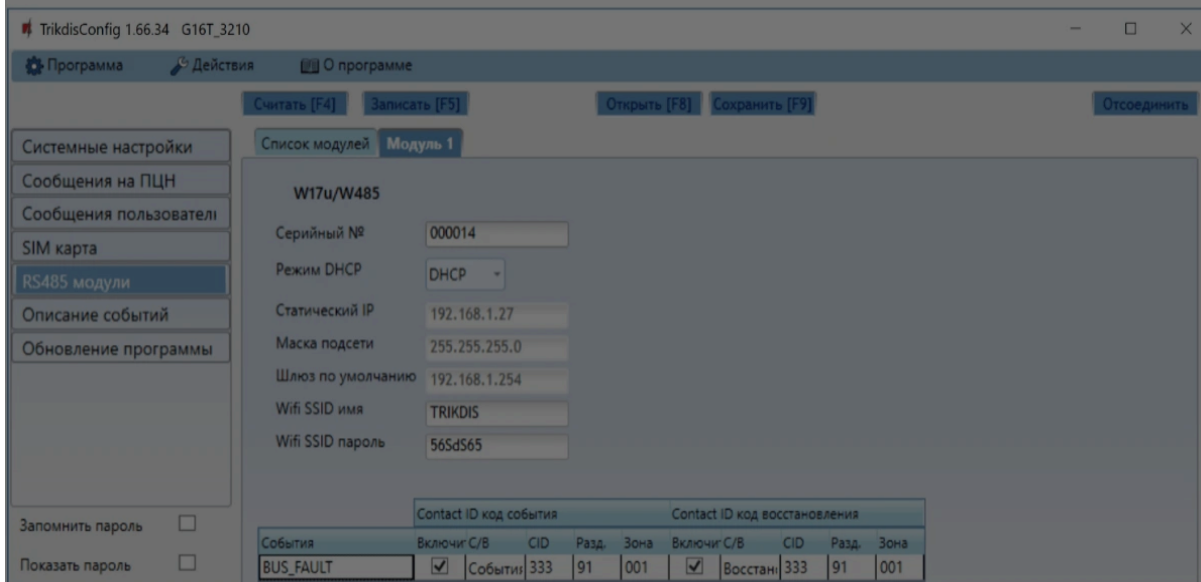 TrikdisConfig 1.66.34 G16T_3210
Программа Действия О программе
Считать [F4] Записать [F5] Открыть [F8] Сохранить [F9] Отсоединить
Системные настройки
Сообщения на ПЦН
Сообщения пользовател
SIM карта
RS485 модули
Описание событий
Обновление программы
Запомнить пароль
Показать пароль
Список модулей Модуль 1
W17u/W485
Серийный № 000014
Режим DHCP DHCP
Статический IP 192.168.1.27
Маска подсети 255.255.255.0
Шлюз по умолчанию 192.168.1.254
Wifi SSID имя TRIKDIS
Wifi SSID пароль 56SdS65
Contact ID код события Contact ID код восстановления
События Включит С/В CID Разд. Зона Включит С/В CID Разд. Зона
BUS_FAULT События 333 91 001 Восстан 333 91 001